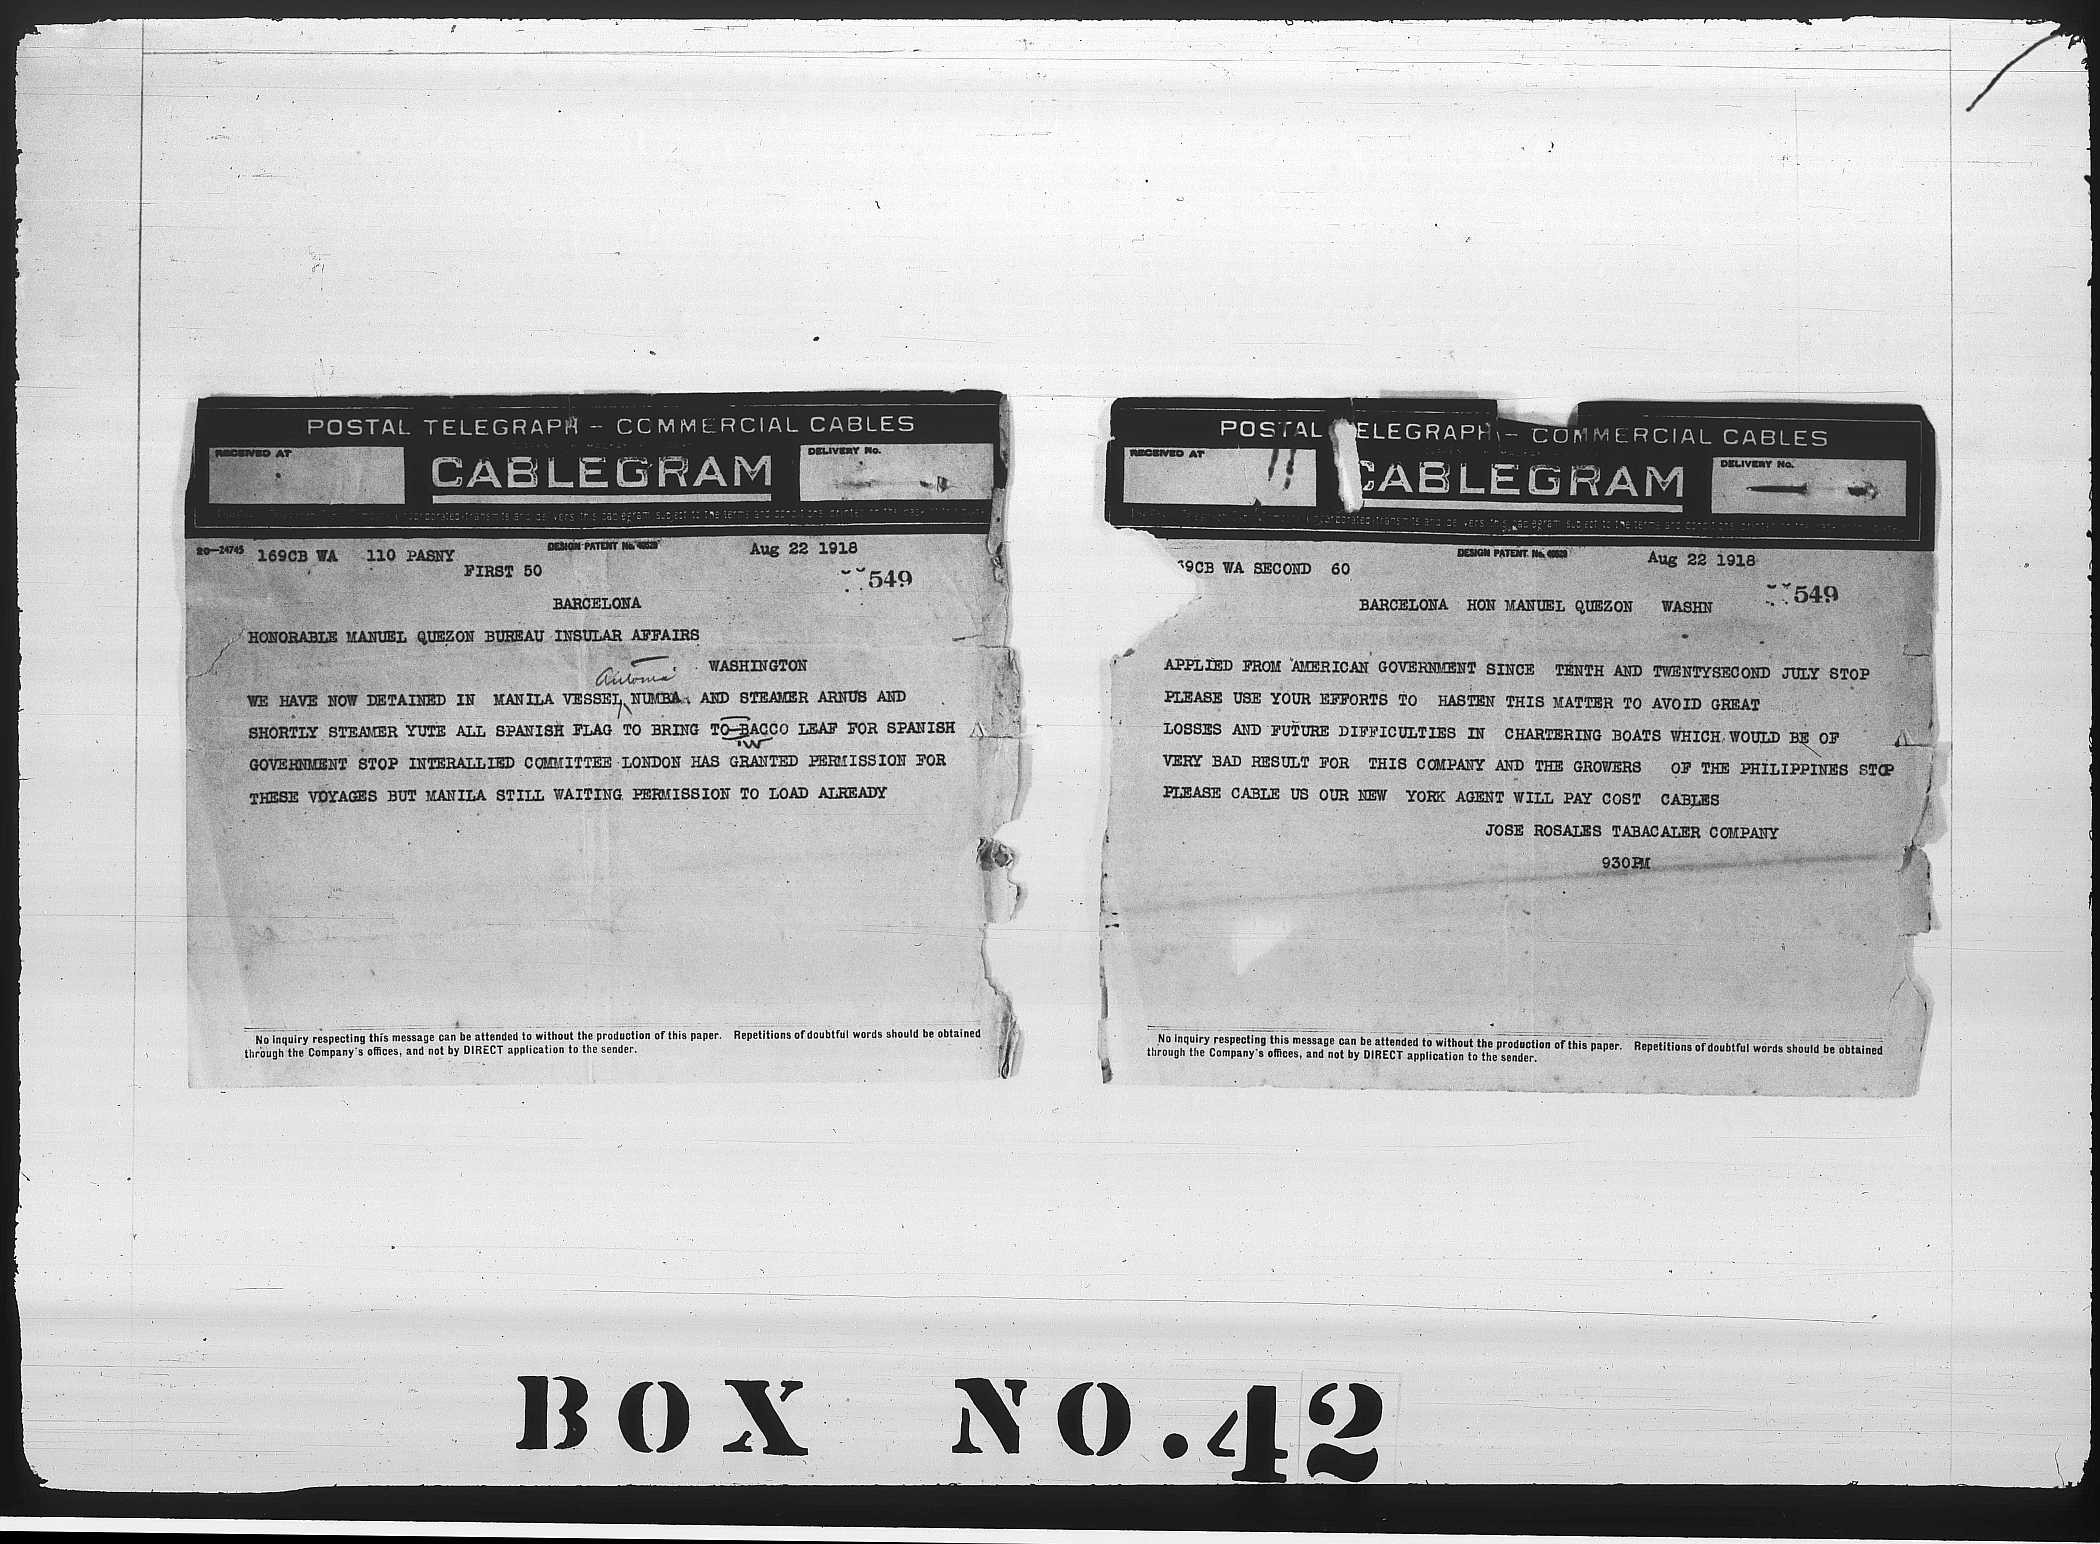 POSTAL TELEGRAPH - COMMERCIAL CABLES
RECEIVED AT
CABLEGRAM
DELIVERY No.
20-24745
169CB WA 110 PASNY
DESIGN PATENT No. 40529
Aug 22 1918
FIRST 50
549
BARCELONA
HONORABLE MANUEL QUEZON BUREAU INSULAR AFFAIRS
WASHINGTON
Antonia
WE HAVE NOW DETAINED IN MANILA VESSEL NUMBA AND STEAMER ARNUS AND
SHORTLY STEAMER YUTE ALL SPANISH FLAG TO BRING TO-BACCO LEAF FOR SPANISH
GOVERNMENT STOP INTERALLIED COMMITTEE LONDON HAS GRANTED PERMISSION FOR
THESE VOYAGES BUT MANILA STILL WAITING PERMISSION TO LOAD ALREADY
No inquiry respecting this message can be attended to without the production of this paper. Repetitions of doubtful words should be obtained
through the Company's offices, and not by DIRECT application to the sender.
POSTAL ELEGRAPH - COMMERCIAL CABLES
RECEIVED AT
CABLEGRAM
DELIVERY No.
DESIGN PATENT No. 40529
Aug 22 1918
69CB WA SECOND 60
549
BARCELONA HON MANUEL QUEZON WASHN
APPLIED FROM AMERICAN GOVERNMENT SINCE TENTH AND TWENTYSECOND JULY STOP
PLEASE USE YOUR EFFORTS TO HASTEN THIS MATTER TO AVOID GREAT
LOSSES AND FUTURE DIFFICULTIES IN CHARTERING BOATS WHICH WOULD BE OF
VERY BAD RESULT FOR THIS COMPANY AND THE GROWERS OF THE PHILIPPINES STOP
PLEASE CABLE US OUR NEW YORK AGENT WILL PAY COST CABLES
JOSE ROSALES TABACALER COMPANY
930PM
No inquiry respecting this message can be attended to without the production of this paper. Repetitions of doubtful words should be obtained
through the Company's offices, and not by DIRECT application to the sender.
BOX NO. 42